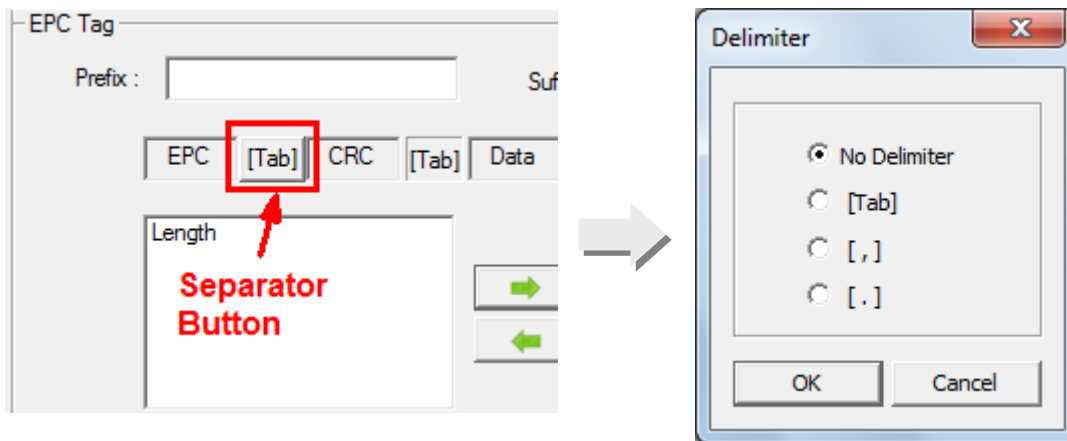 EPC Tag
Prefix :
Suf
EPC [Tab] CRC [Tab] Data
Length
Separator
Button
Delimiter
No Delimiter
[Tab]
[ , ]
[ . ]
OK Cancel